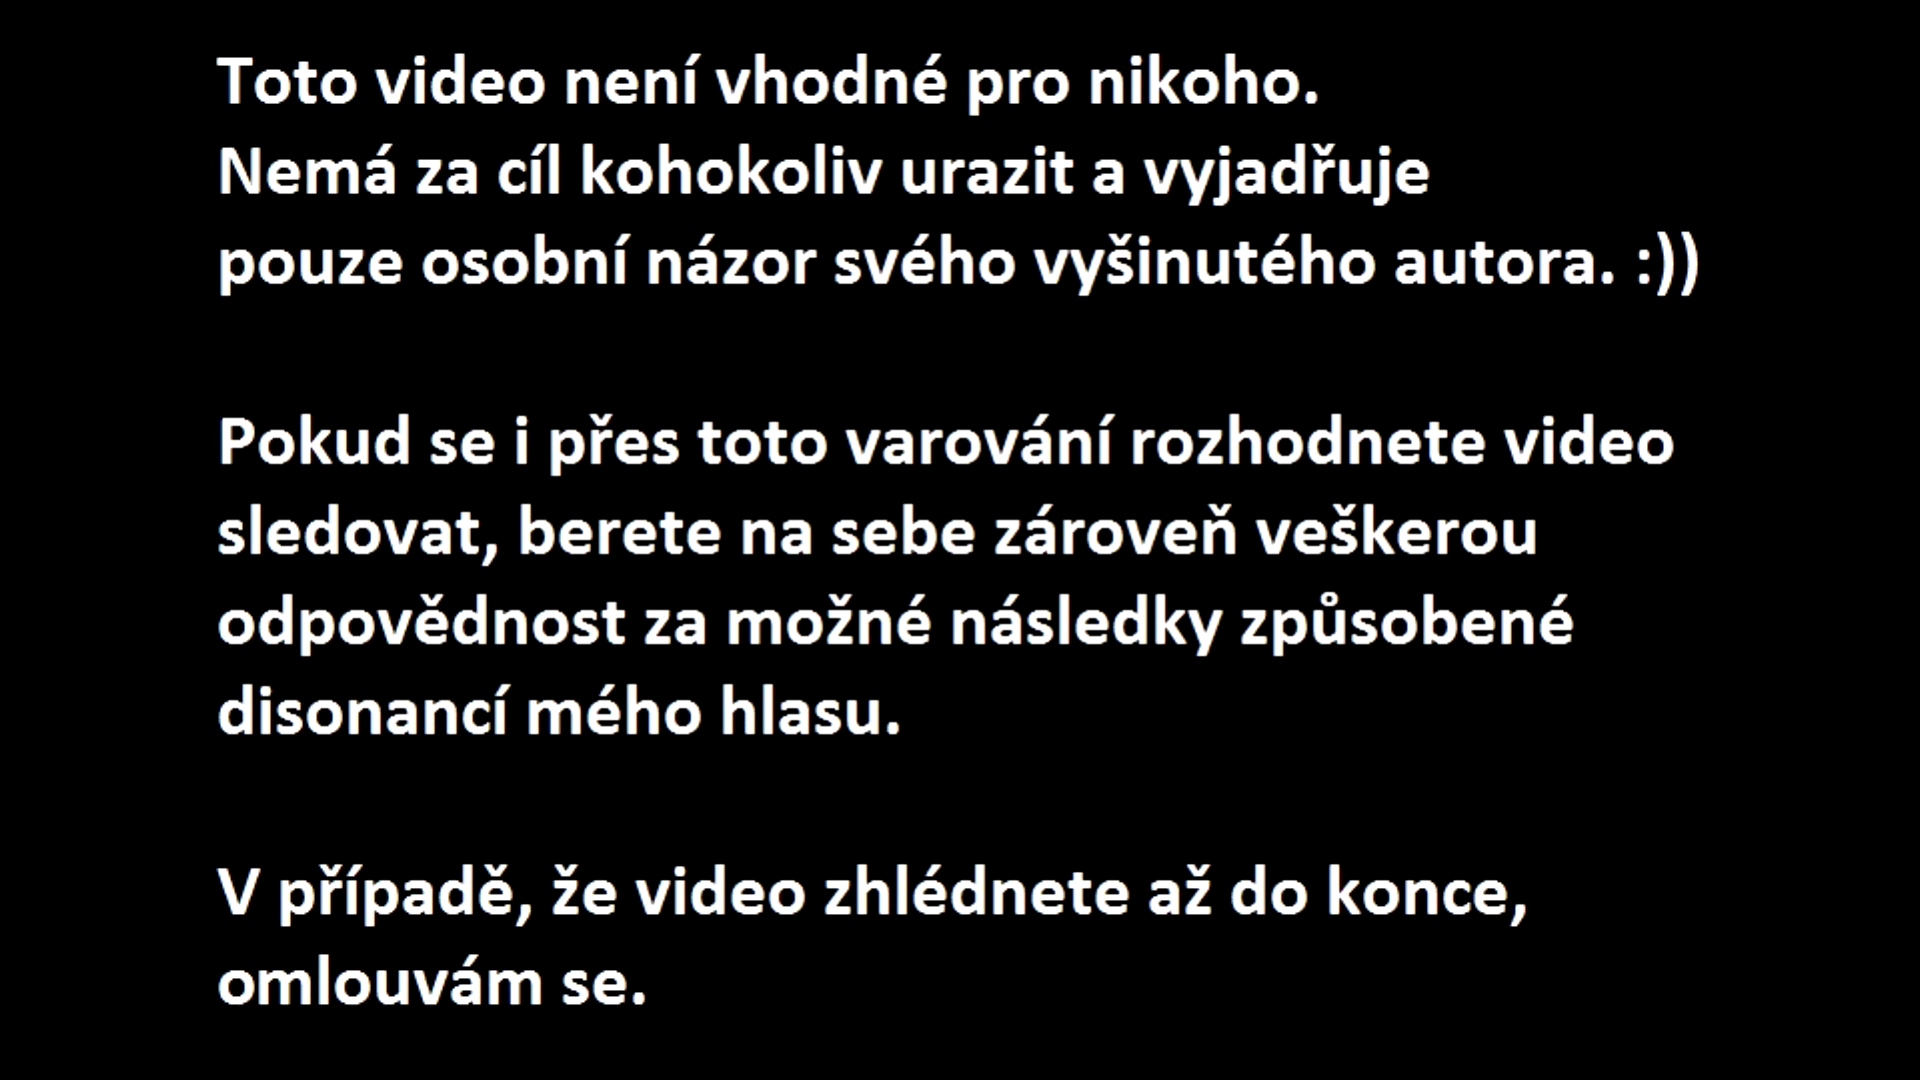 Toto video není vhodné pro nikoho.
Nemá za cíl kohokoliv urazit a vyjadřuje
pouze osobní názor svého vyšinutého autora. :))
Pokud se i přes toto varování rozhodnete video
sledovat, berete na sebe zároveň veškerou
odpovědnost za možné následky způsobené
disonancí mého hlasu.
V případě, že video zhlédnete až do konce,
omlouvám se.